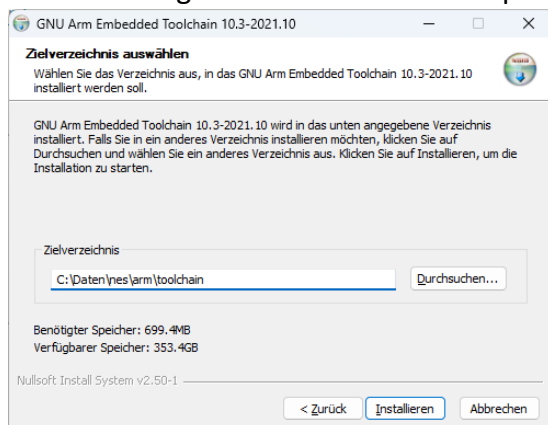 GNU Arm Embedded Toolchain 10.3-2021.10
Zielverzeichnis auswählen
Wählen Sie das Verzeichnis aus, in das GNU Arm Embedded Toolchain 10.3-2021.10
installiert werden soll.
GNU Arm Embedded Toolchain 10.3-2021.10 wird in das unten angegebene Verzeichnis
installiert. Falls Sie in ein anderes Verzeichnis installieren möchten, klicken Sie auf
Durchsuchen und wählen Sie ein anderes Verzeichnis aus. Klicken Sie auf Installieren, um die
Installation zu starten.
Zielverzeichnis
C:\Daten\nes\arm\toolchain
Durchsuchen...
Benötigter Speicher: 699.4MB
Verfügbarer Speicher: 353.4GB
Nullsoft Install System v2.50-1
< Zurück Installieren Abbrechen